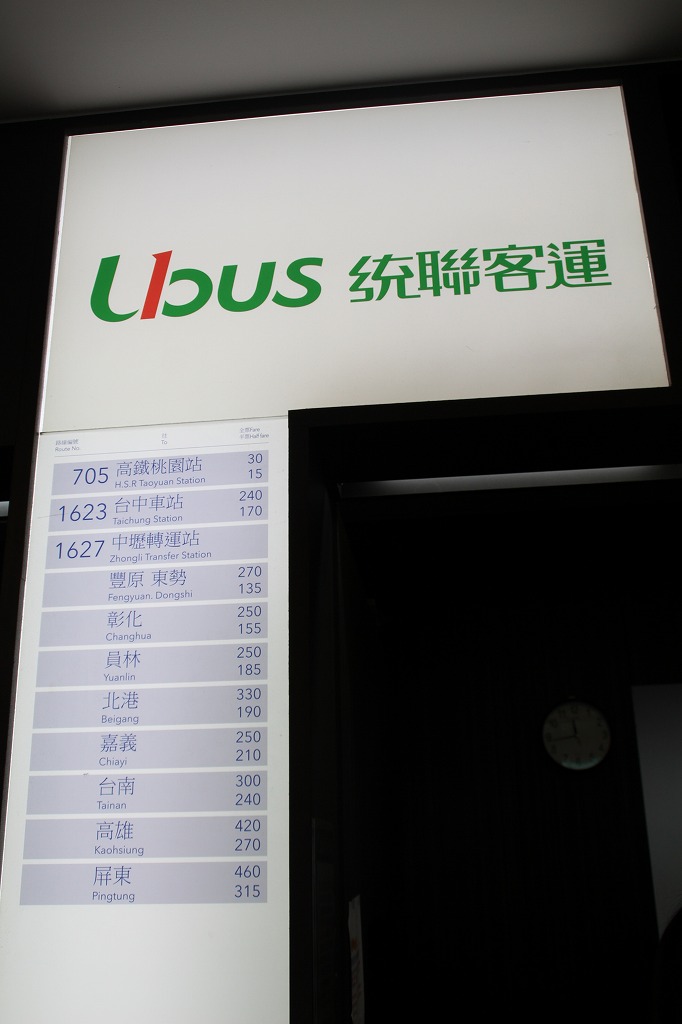 Ubus 統聯客運
路線編號 往 全票Fare
Route No. To 半票Half fare
705 高鐵桃園站 30
H.S.R Taoyuan Station 15
1623 台中車站 240
Taichung Station 170
1627 中壢轉運站
Zhongli Transfer Station
豐原 東勢 270
Fengyuan. Dongshi 135
彰化 250
Changhua 155
員林 250
Yuanlin 185
北港 330
Beigang 190
嘉義 250
Chiayi 210
台南 300
Tainan 240
高雄 420
Kaohsiung 270
屏東 460
Pingtung 315